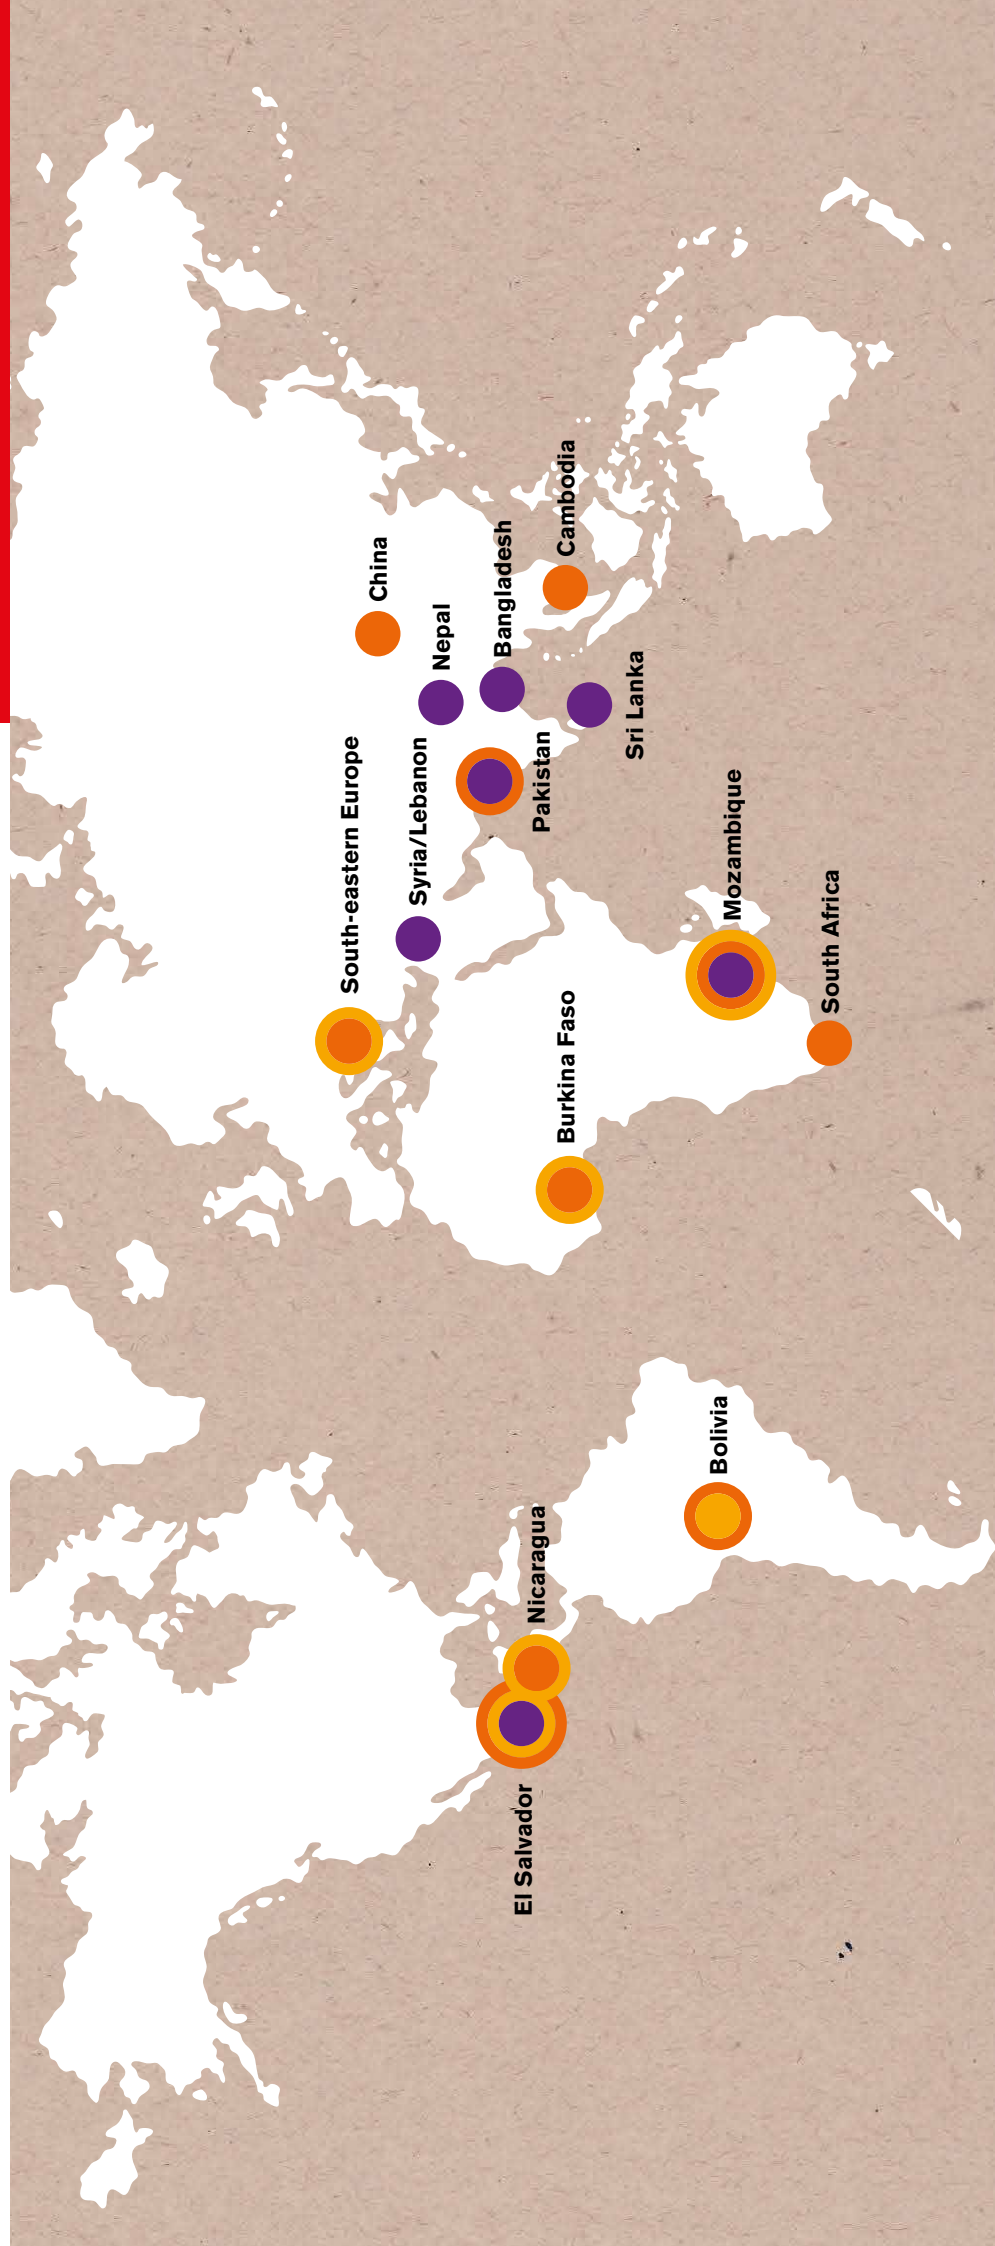 South-eastern Europe
China
Syria/Lebanon
Nepal
Pakistan
Bangladesh
Cambodia
Sri Lanka
El Salvador
Nicaragua
Burkina Faso
Bolivia
Mozambique
South Africa